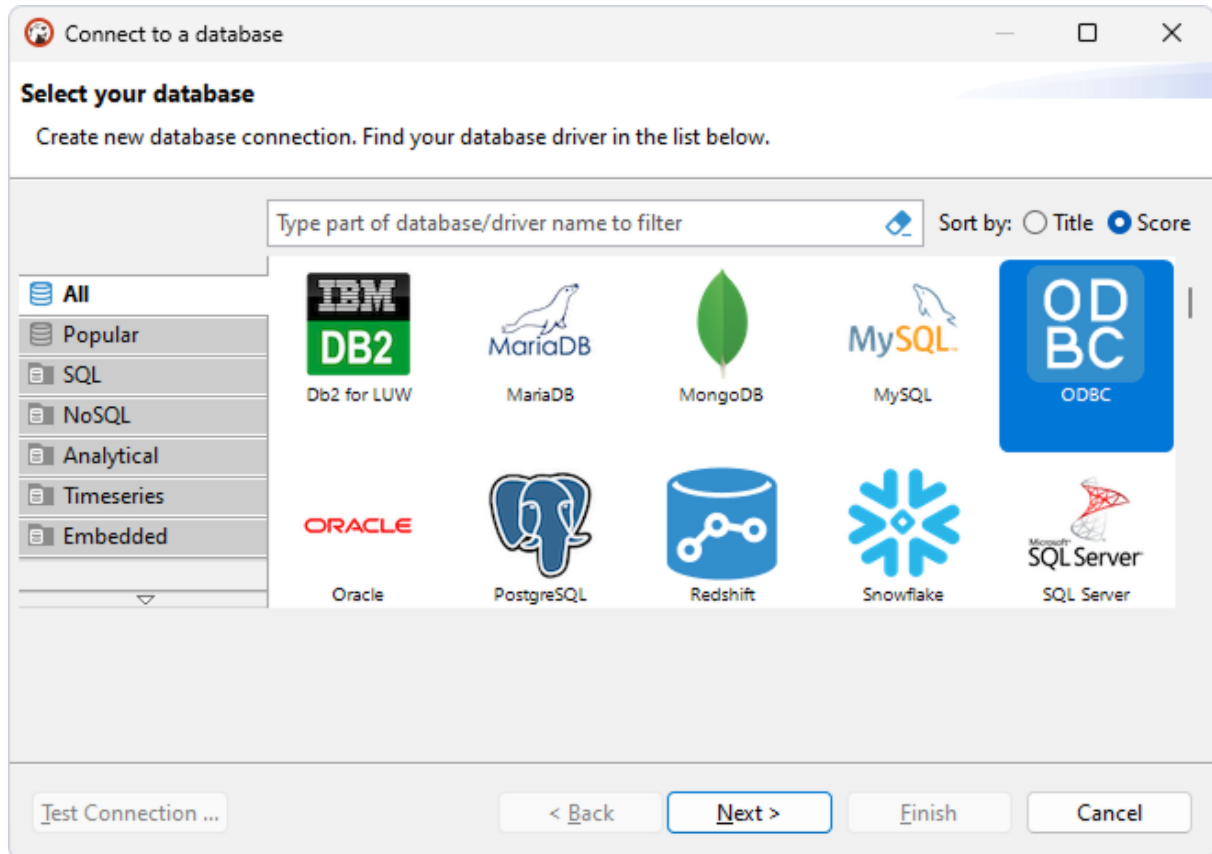 Connect to a database
Select your database
Create new database connection. Find your database driver in the list below.
Type part of database/driver name to filter
Sort by: Title Score
All
Popular
SQL
NoSQL
Analytical
Timeseries
Embedded
IBM
DB2
Db2 for LUW
MariaDB
MariaDB
MongoDB
MySQL
MySQL
OD
BC
ODBC
ORACLE
Oracle
PostgreSQL
Redshift
Snowflake
Microsoft
SQL Server
SQL Server
Test Connection ...
< Back
Next >
Finish
Cancel